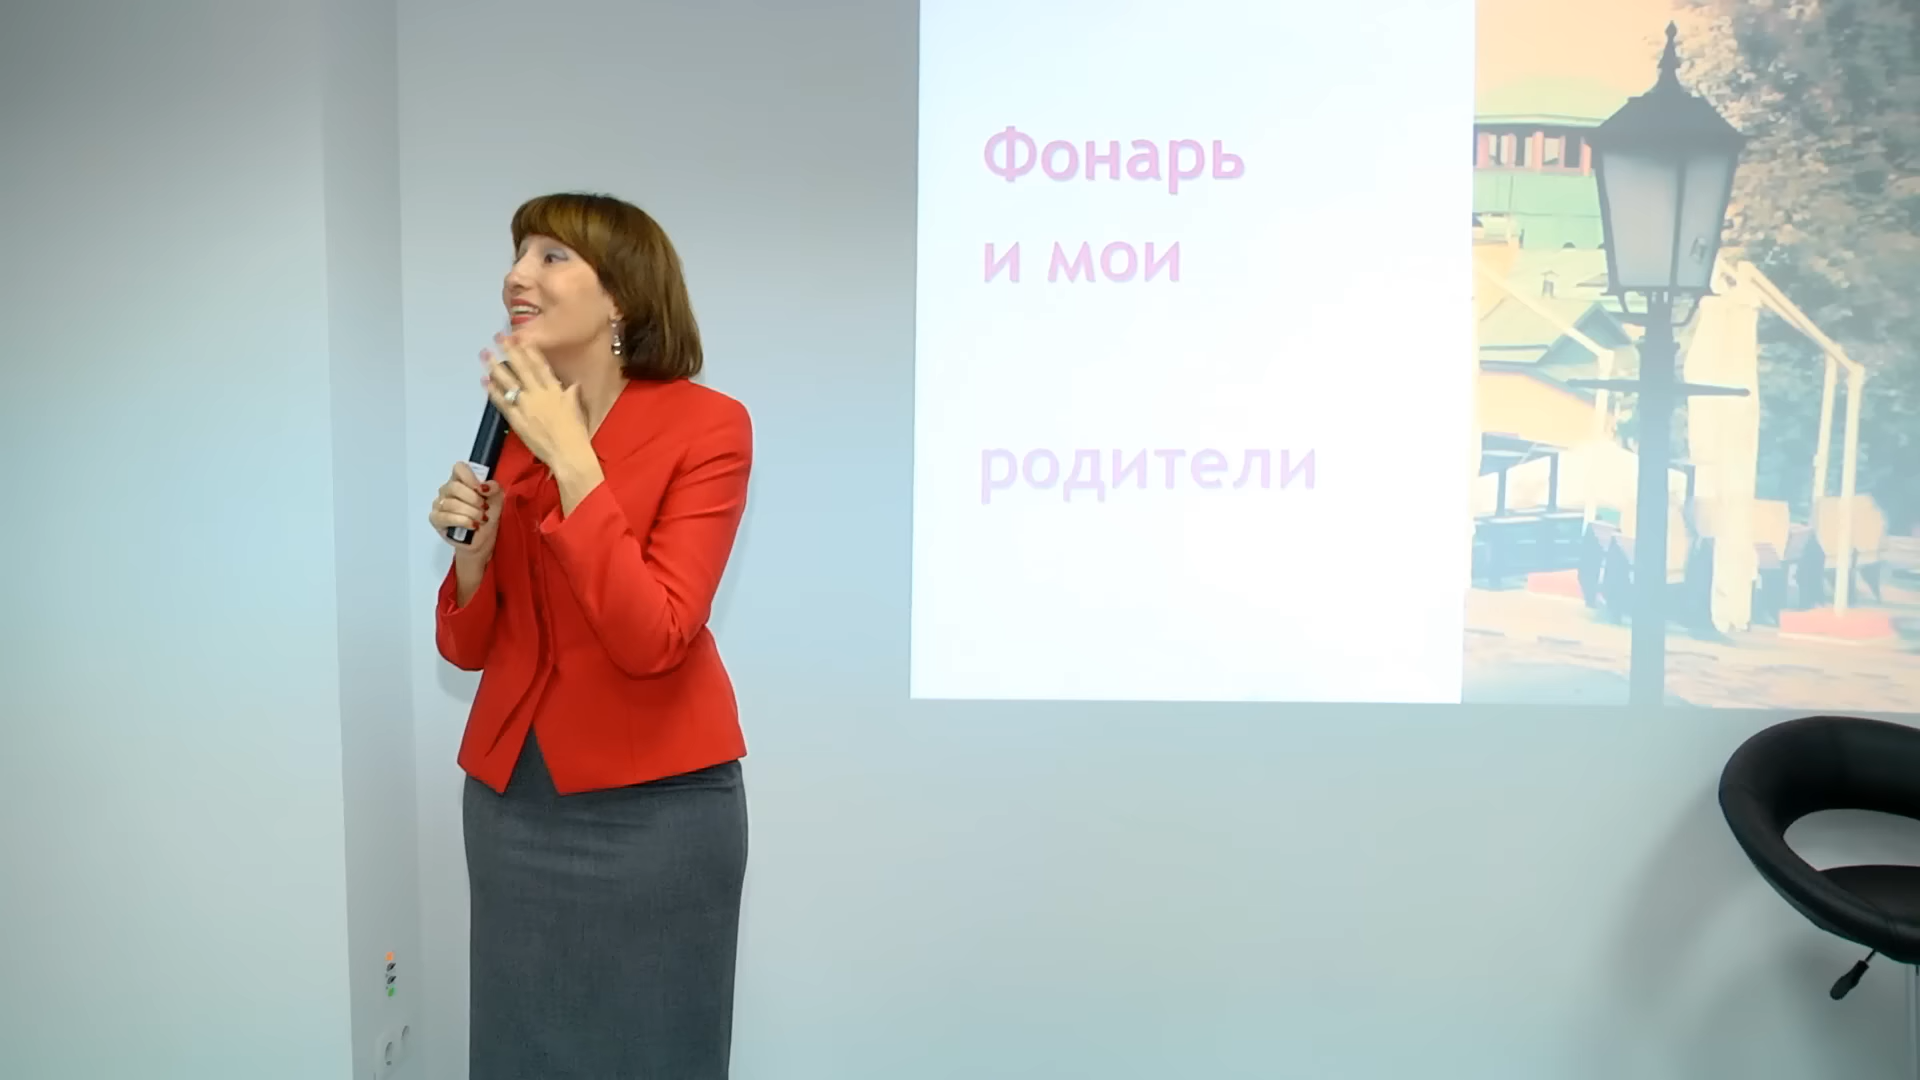 Фонарь
и мои
родители